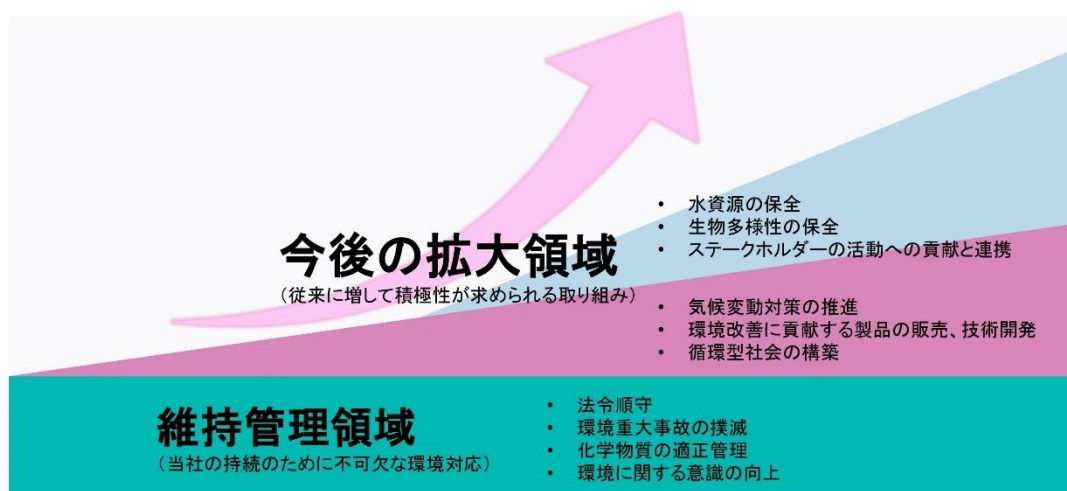 今後の拡大領域
（従来に増して積極性が求められる取り組み）
• 水資源の保全
• 生物多様性の保全
• ステークホルダーの活動への貢献と連携
• 気候変動対策の推進
• 環境改善に貢献する製品の販売、技術開発
• 循環型社会の構築
維持管理領域
（当社の持続のために不可欠な環境対応）
• 法令順守
• 環境重大事故の撲滅
• 化学物質の適正管理
• 環境に関する意識の向上